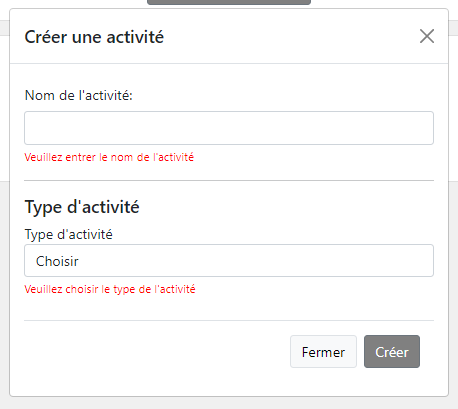 Créer une activité
Nom de l'activité:
Veuillez entrer le nom de l'activité
Type d'activité
Type d'activité
Choisir
Veuillez choisir le type de l'activité
Fermer Créer